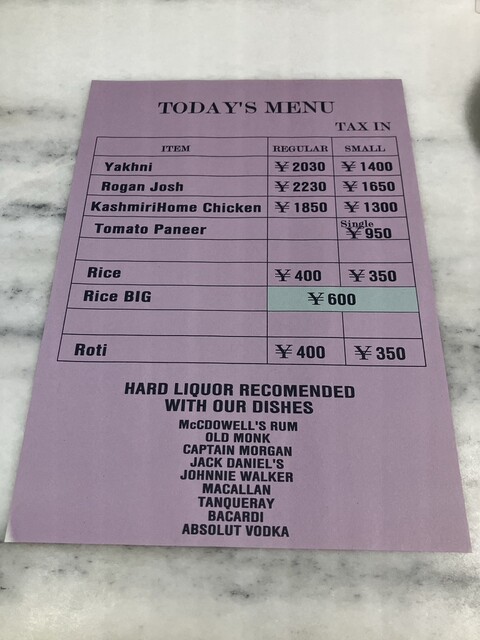 TODAY'S MENU
TAX IN
ITEM REGULAR SMALL
Yakhni ¥ 2030 ¥ 1400
Rogan Josh ¥ 2230 ¥ 1650
KashmiriHome Chicken ¥ 1850 ¥ 1300
Tomato Paneer Single ¥ 950
Rice ¥ 400 ¥ 350
Rice BIG ¥ 600
Roti ¥ 400 ¥ 350
HARD LIQUOR RECOMENDED
WITH OUR DISHES
McDOWELL'S RUM
OLD MONK
CAPTAIN MORGAN
JACK DANIEL'S
JOHNNIE WALKER
MACALLAN
TANQUERAY
BACARDI
ABSOLUT VODKA